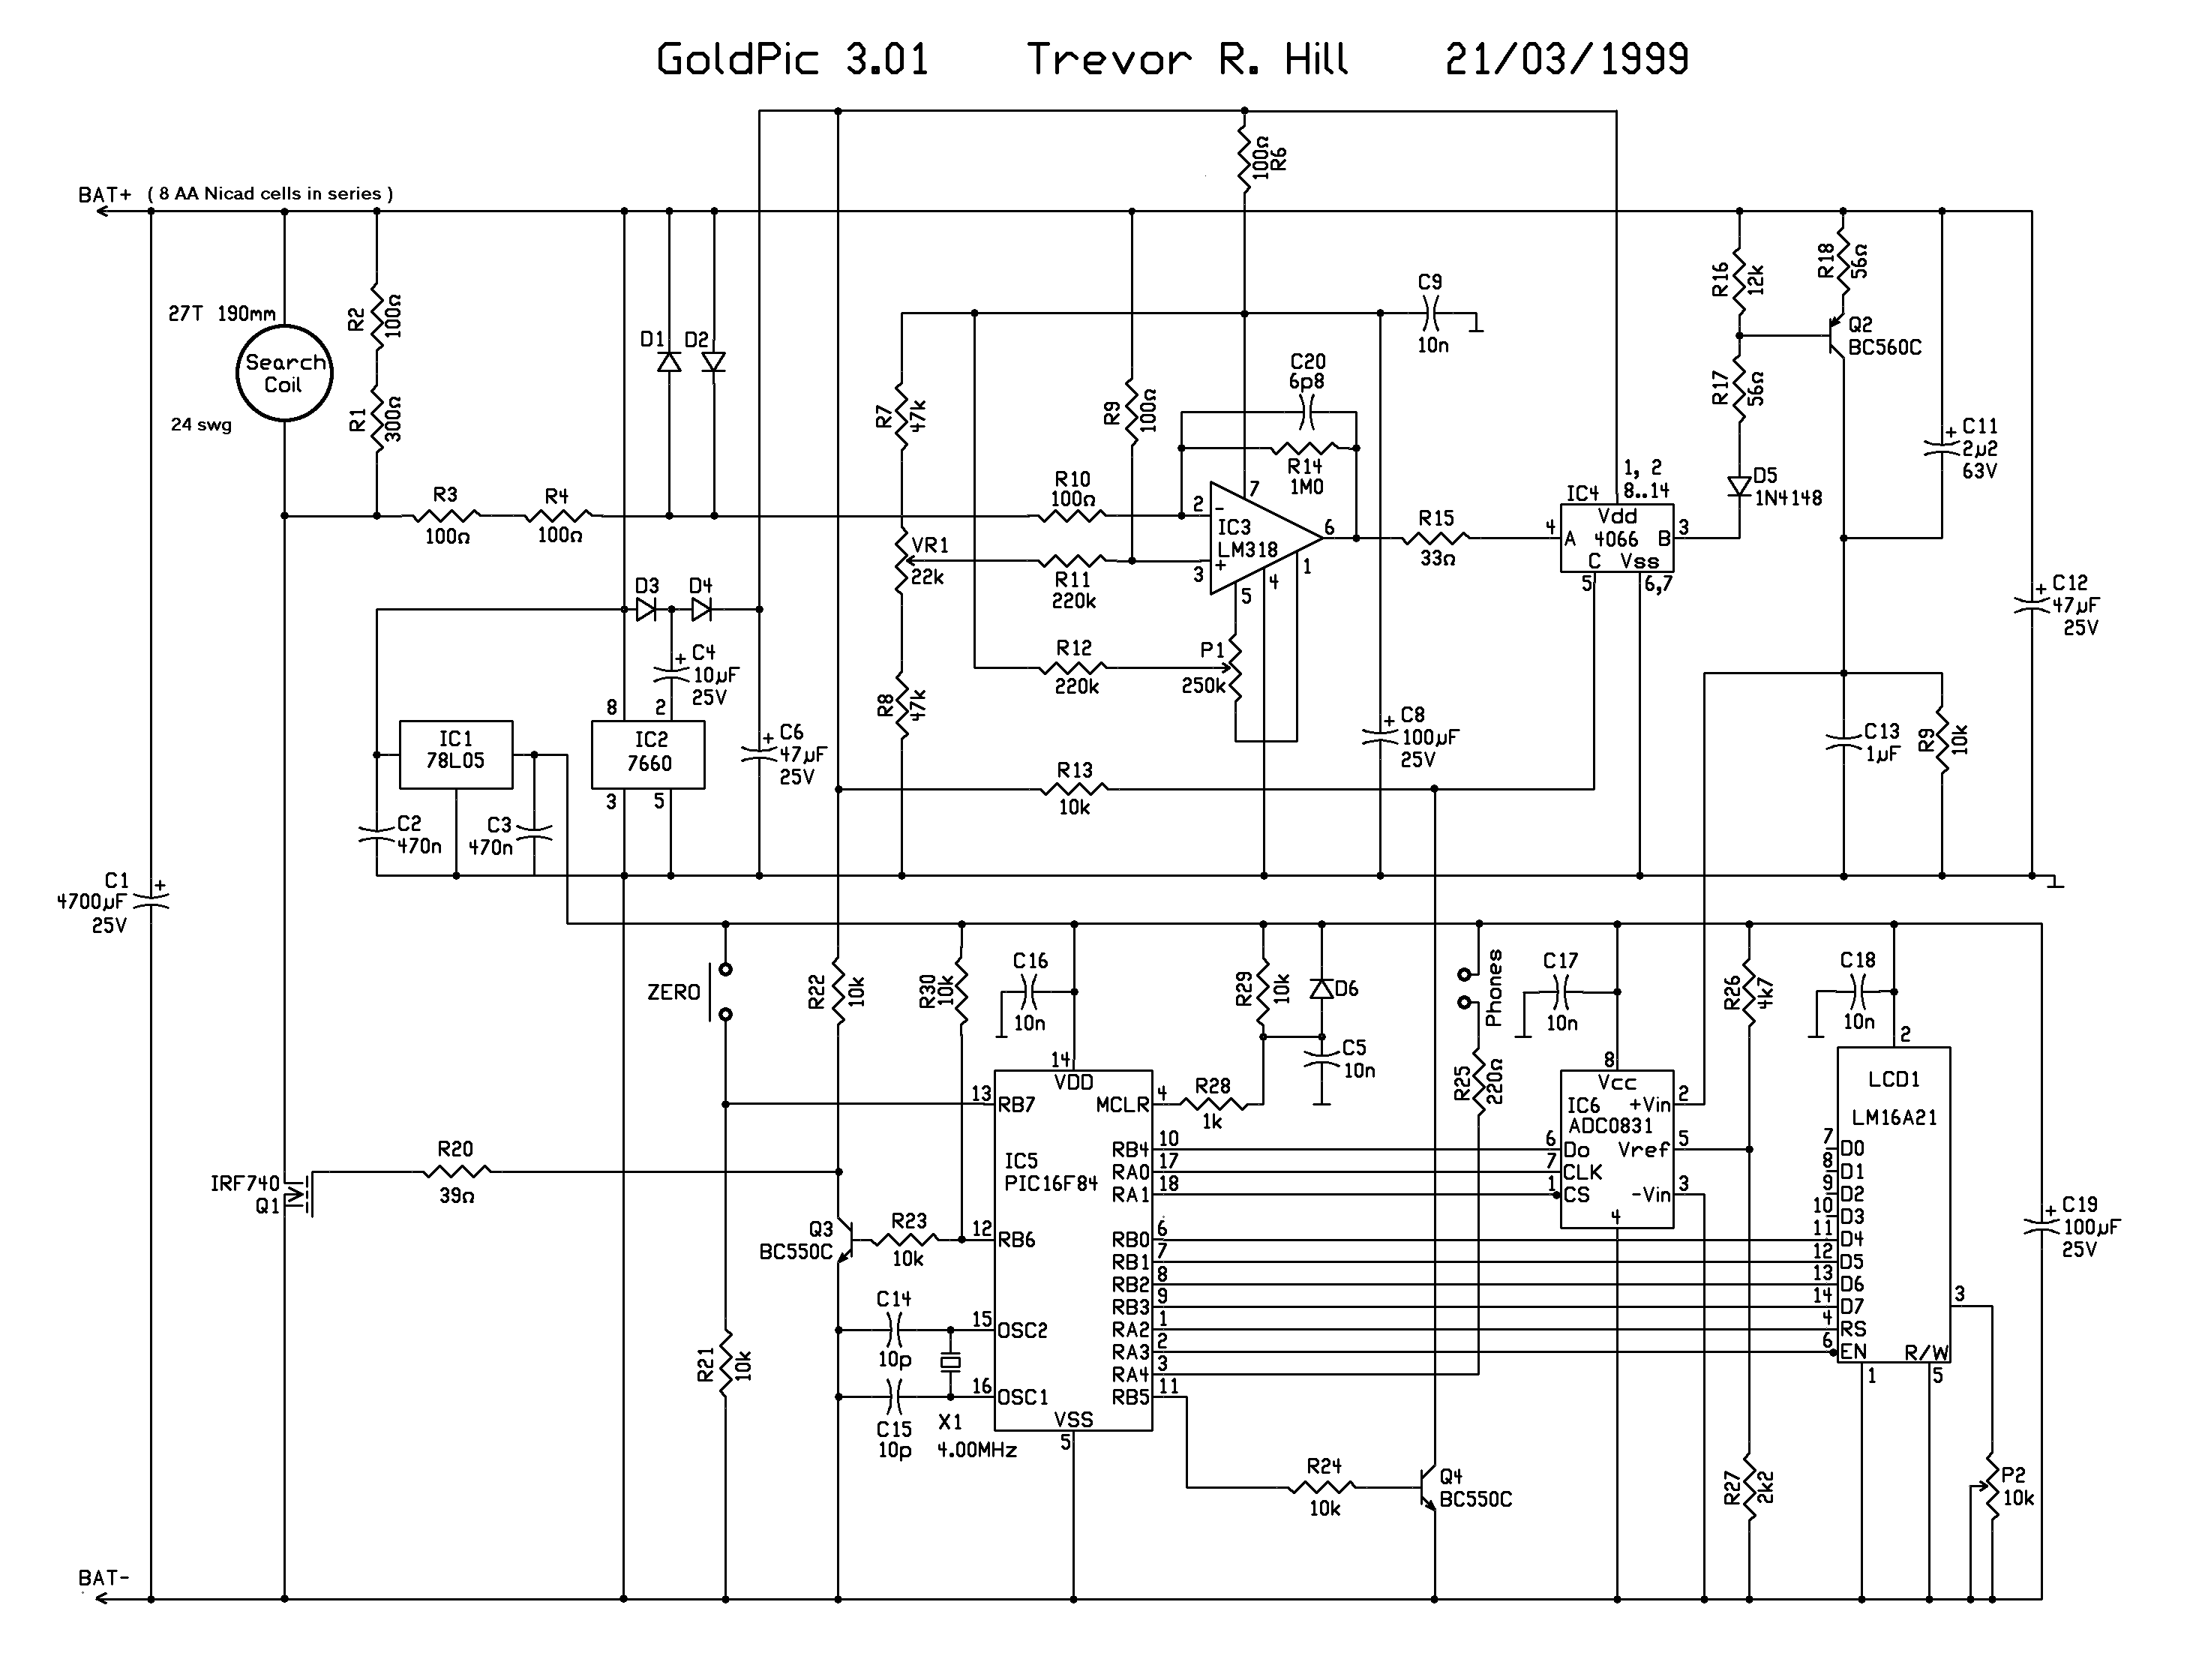 GoldPic 3.01 Trevor R. Hill 21/03/1999
BAT+ ( 8 AA Nicad cells in series )
27T 190mm
Search
Coil
24 swg
R2
100Ω
R1
300Ω
R3
100Ω
R4
100Ω
D1
D2
D3
D4
C4
10µF
25V
IC1
78L05
8
2
IC2
7660
3
5
C6
47µF
25V
C2
470n
C3
470n
C1
4700µF
25V
100Ω
R6
R7
47k
VR1
22k
R8
47k
R9
100Ω
R10
100Ω
R11
220k
R12
220k
R13
10k
C9
10n
C20
6p8
R14
1M0
7
2
-
IC3
LM318
6
3
+
1
4
5
P1
250k
C8
100µF
25V
R15
33Ω
1, 2
IC4
8..14
Vdd
4
A
4066
B
3
C
Vss
5
6,7
R16
12k
R17
56Ω
D5
1N4148
R18
56Ω
Q2
BC560C
C11
2µ2
63V
C12
47µF
25V
C13
1µF
R9
10k
ZERO
R22
10k
R30
10k
C16
10n
R29
10k
D6
C5
10n
Phones
R25
220Ω
C17
10n
R26
4k7
C18
10n
14
VDD
13
RB7
MCLR
4
R28
1k
IC5
PIC16F84
RB4
10
RA0
17
RA1
18
12
RB6
RB0
6
RB1
7
RB2
8
RB3
9
15
OSC2
RA2
1
RA3
2
RA4
3
16
OSC1
RB5
11
VSS
5
8
Vcc
IC6
+Vin
2
ADC0831
6
Do
Vref
5
7
CLK
1
CS
-Vin
3
4
2
LCD1
LM16A21
7
D0
8
D1
9
D2
10
D3
11
D4
12
D5
13
D6
14
D7
3
4
RS
6
EN
R/W
1
5
C19
100µF
25V
IRF740
Q1
R20
39Ω
Q3
BC550C
R23
10k
C14
10p
C15
10p
X1
4.00MHz
R21
10k
R24
10k
Q4
BC550C
R27
2k2
P2
10k
BAT-